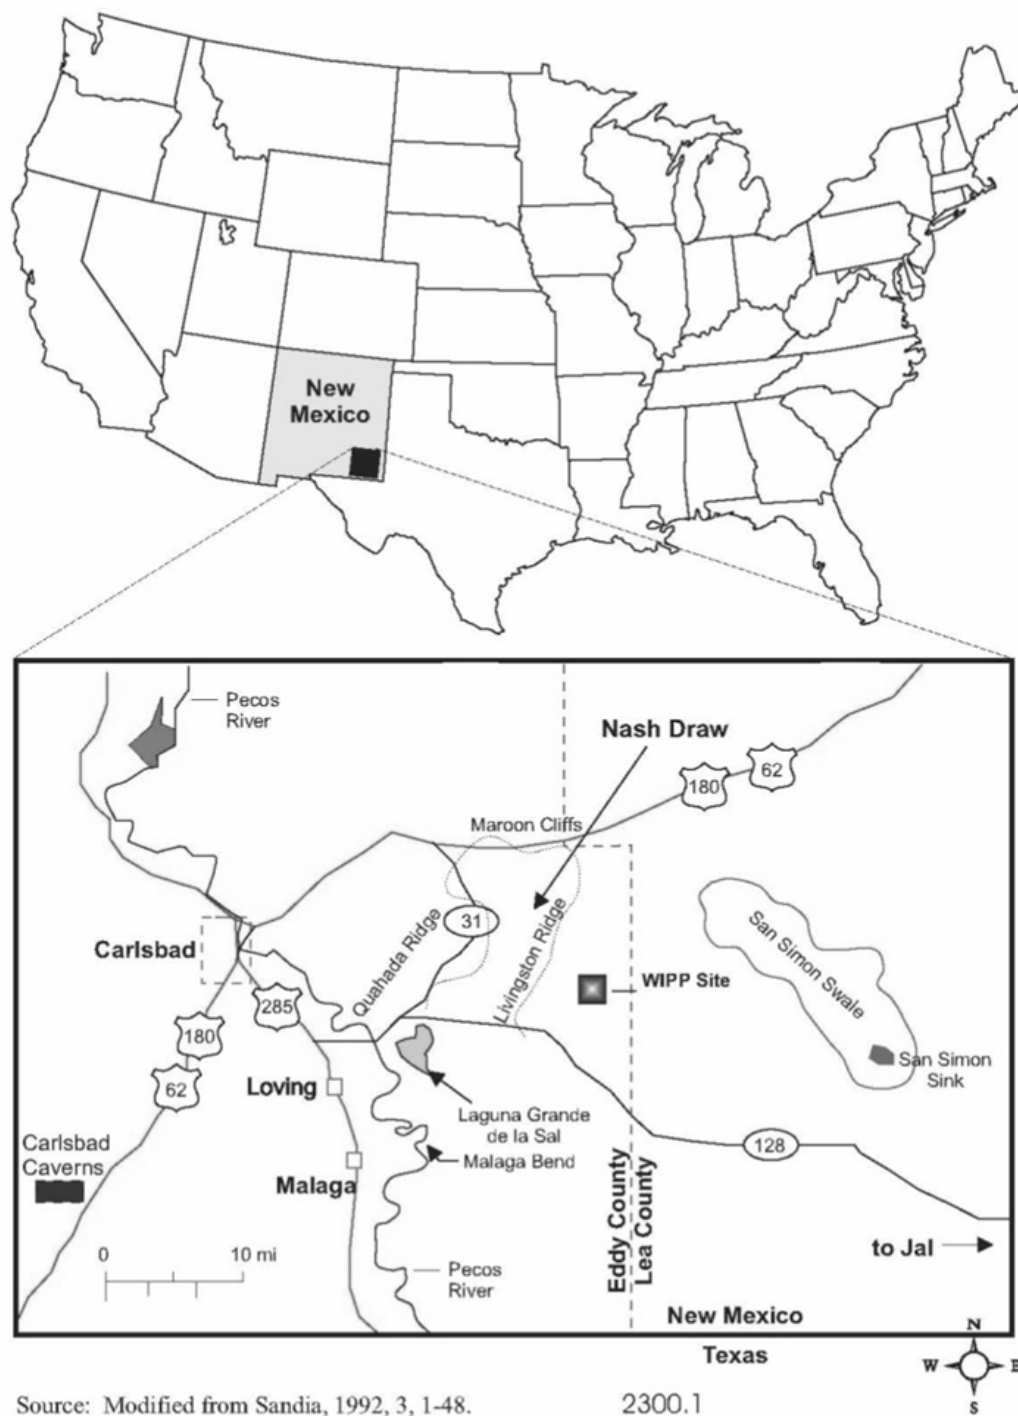 New
Mexico
Pecos
River
Nash Draw
62
180
Maroon Cliffs
31
Carlsbad
Quahada Ridge
Livingston Ridge
San Simon Swale
WIPP Site
285
180
San Simon
Sink
62
Loving
Laguna Grande
de la Sal
Carlsbad
Caverns
Malaga Bend
128
Malaga
Eddy County
Lea County
to Jal
0 10 mi
Pecos
River
New Mexico
Texas
N
W E
S
Source: Modified from Sandia, 1992, 3, 1-48.
2300.1